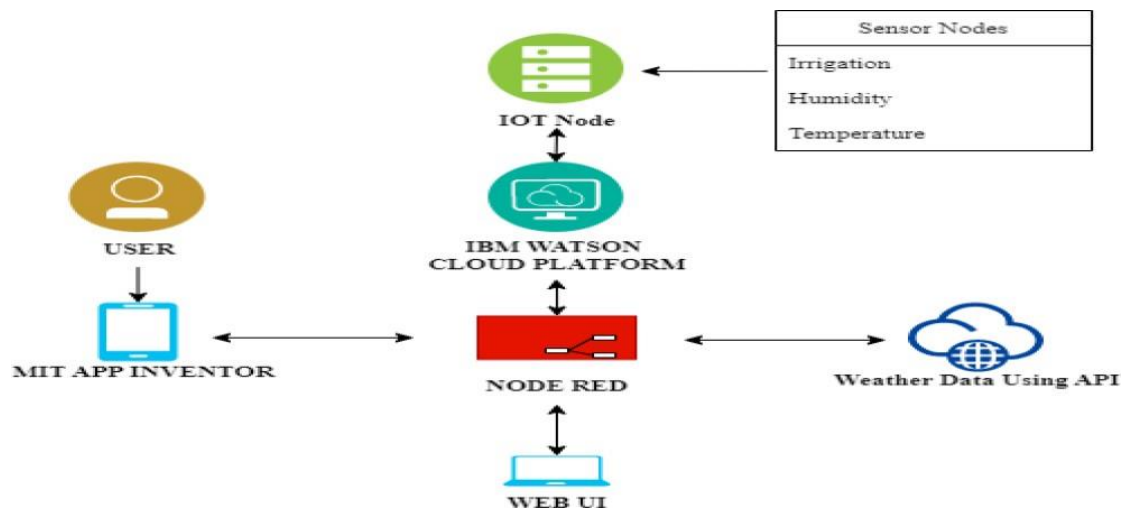 Sensor Nodes
Irrigation
Humidity
Temperature
IOT Node
USER
IBM WATSON
CLOUD PLATFORM
MIT APP INVENTOR
NODE RED
Weather Data Using API
WEB UI